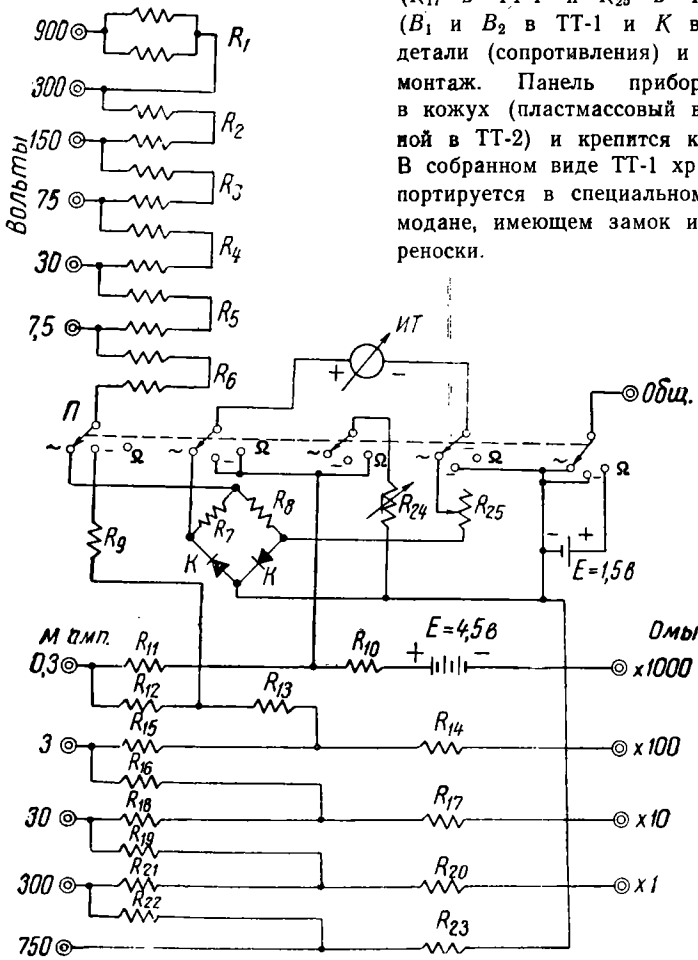 (R17 в ТТ-1 и R25 в
(B1 и B2 в ТТ-1 и K в
детали (сопротивления) и
монтаж. Панель прибор
в кожух (пластмассовый в
ной в ТТ-2) и крепится к
В собранном виде ТТ-1 хр
портируется в специальном
модане, имеющем замок и
реноски.
Вольты
900
R1
300
R2
150
R3
75
R4
30
R5
7,5
R6
+ ИТ -
П
Общ.
~ - Ω
~ - Ω
~ - Ω
~ - Ω
~ - Ω
R9
R7
R8
K
K
R24
R25
- +
E=1,5в
М амп.
Омы
0,3
R11
R10
+ E=4,5в -
x1000
R12
R13
3
R15
R14
x100
R16
30
R18
R17
x10
R19
300
R21
R20
x1
R22
750
R23